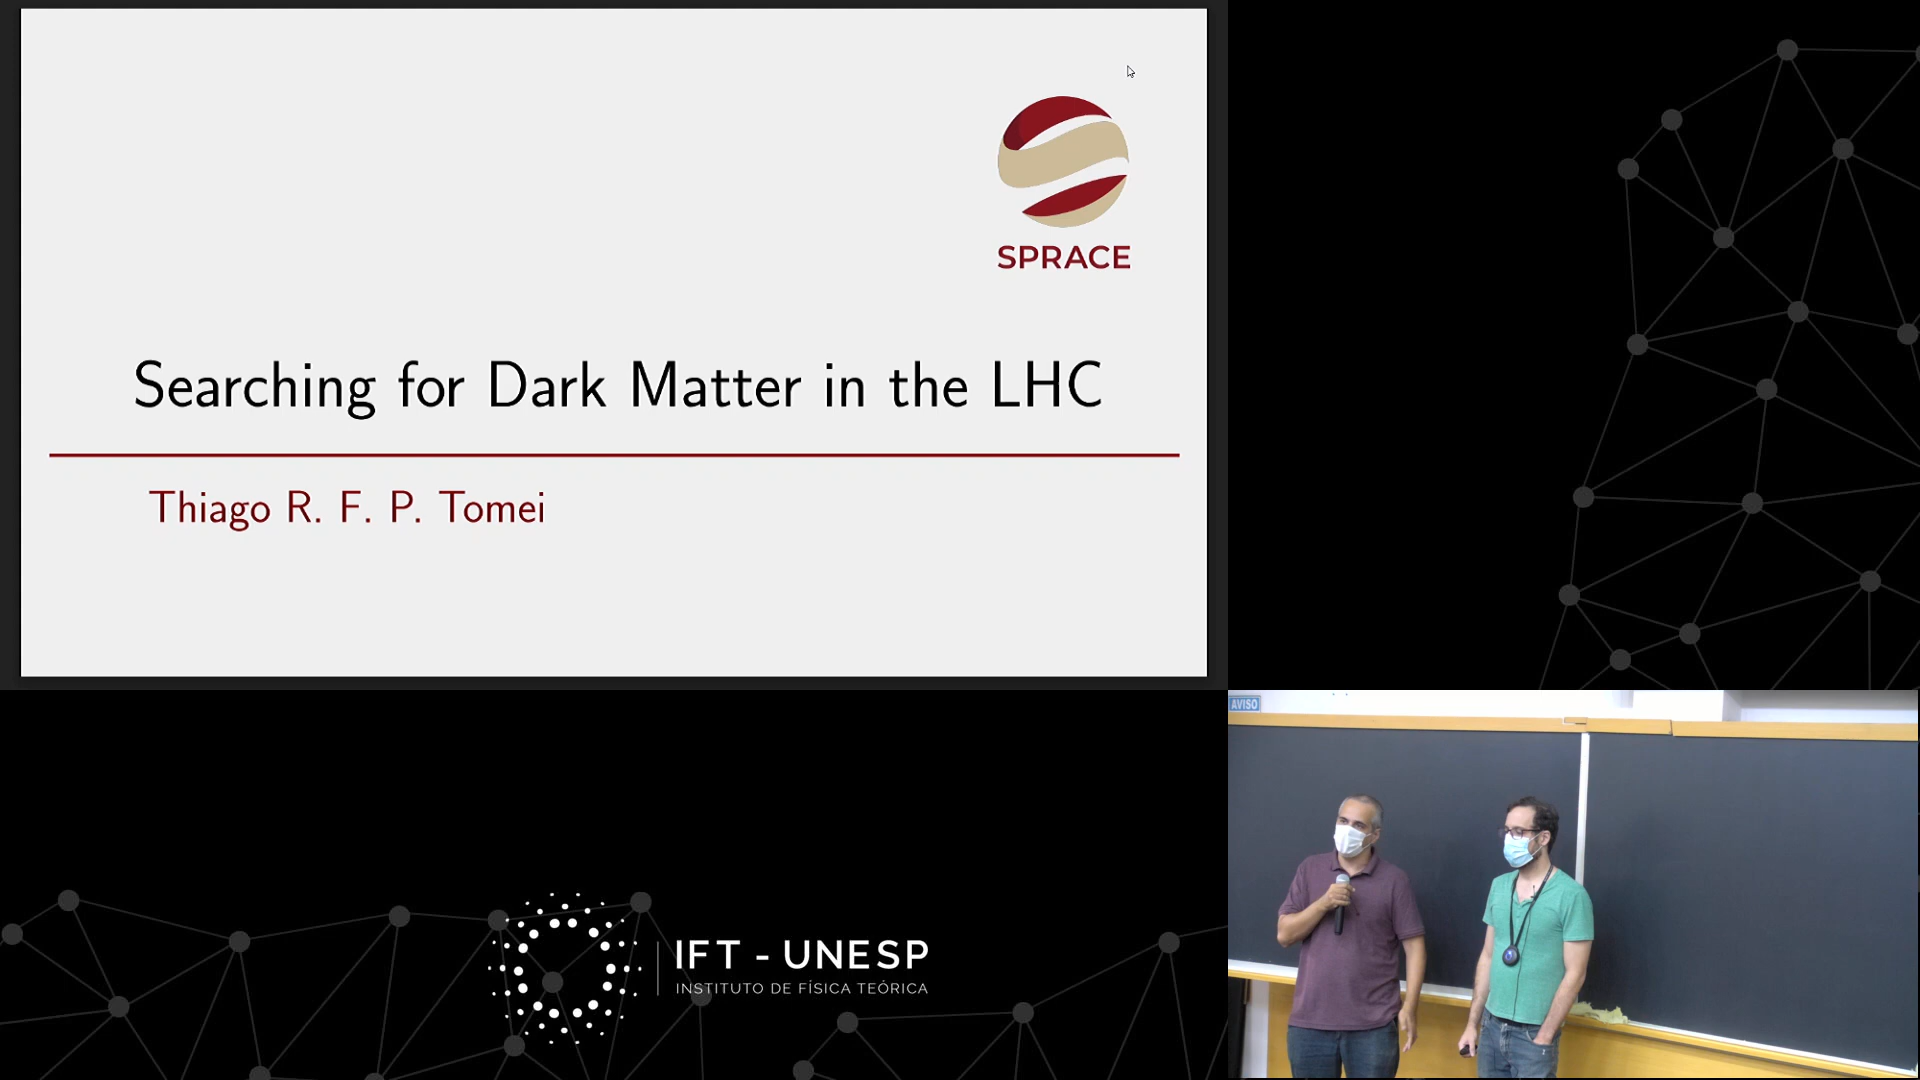 SPRACE
Searching for Dark Matter in the LHC
Thiago R. F. P. Tomei
AVISO
IFT - UNESP
INSTITUTO DE FÍSICA TEÓRICA